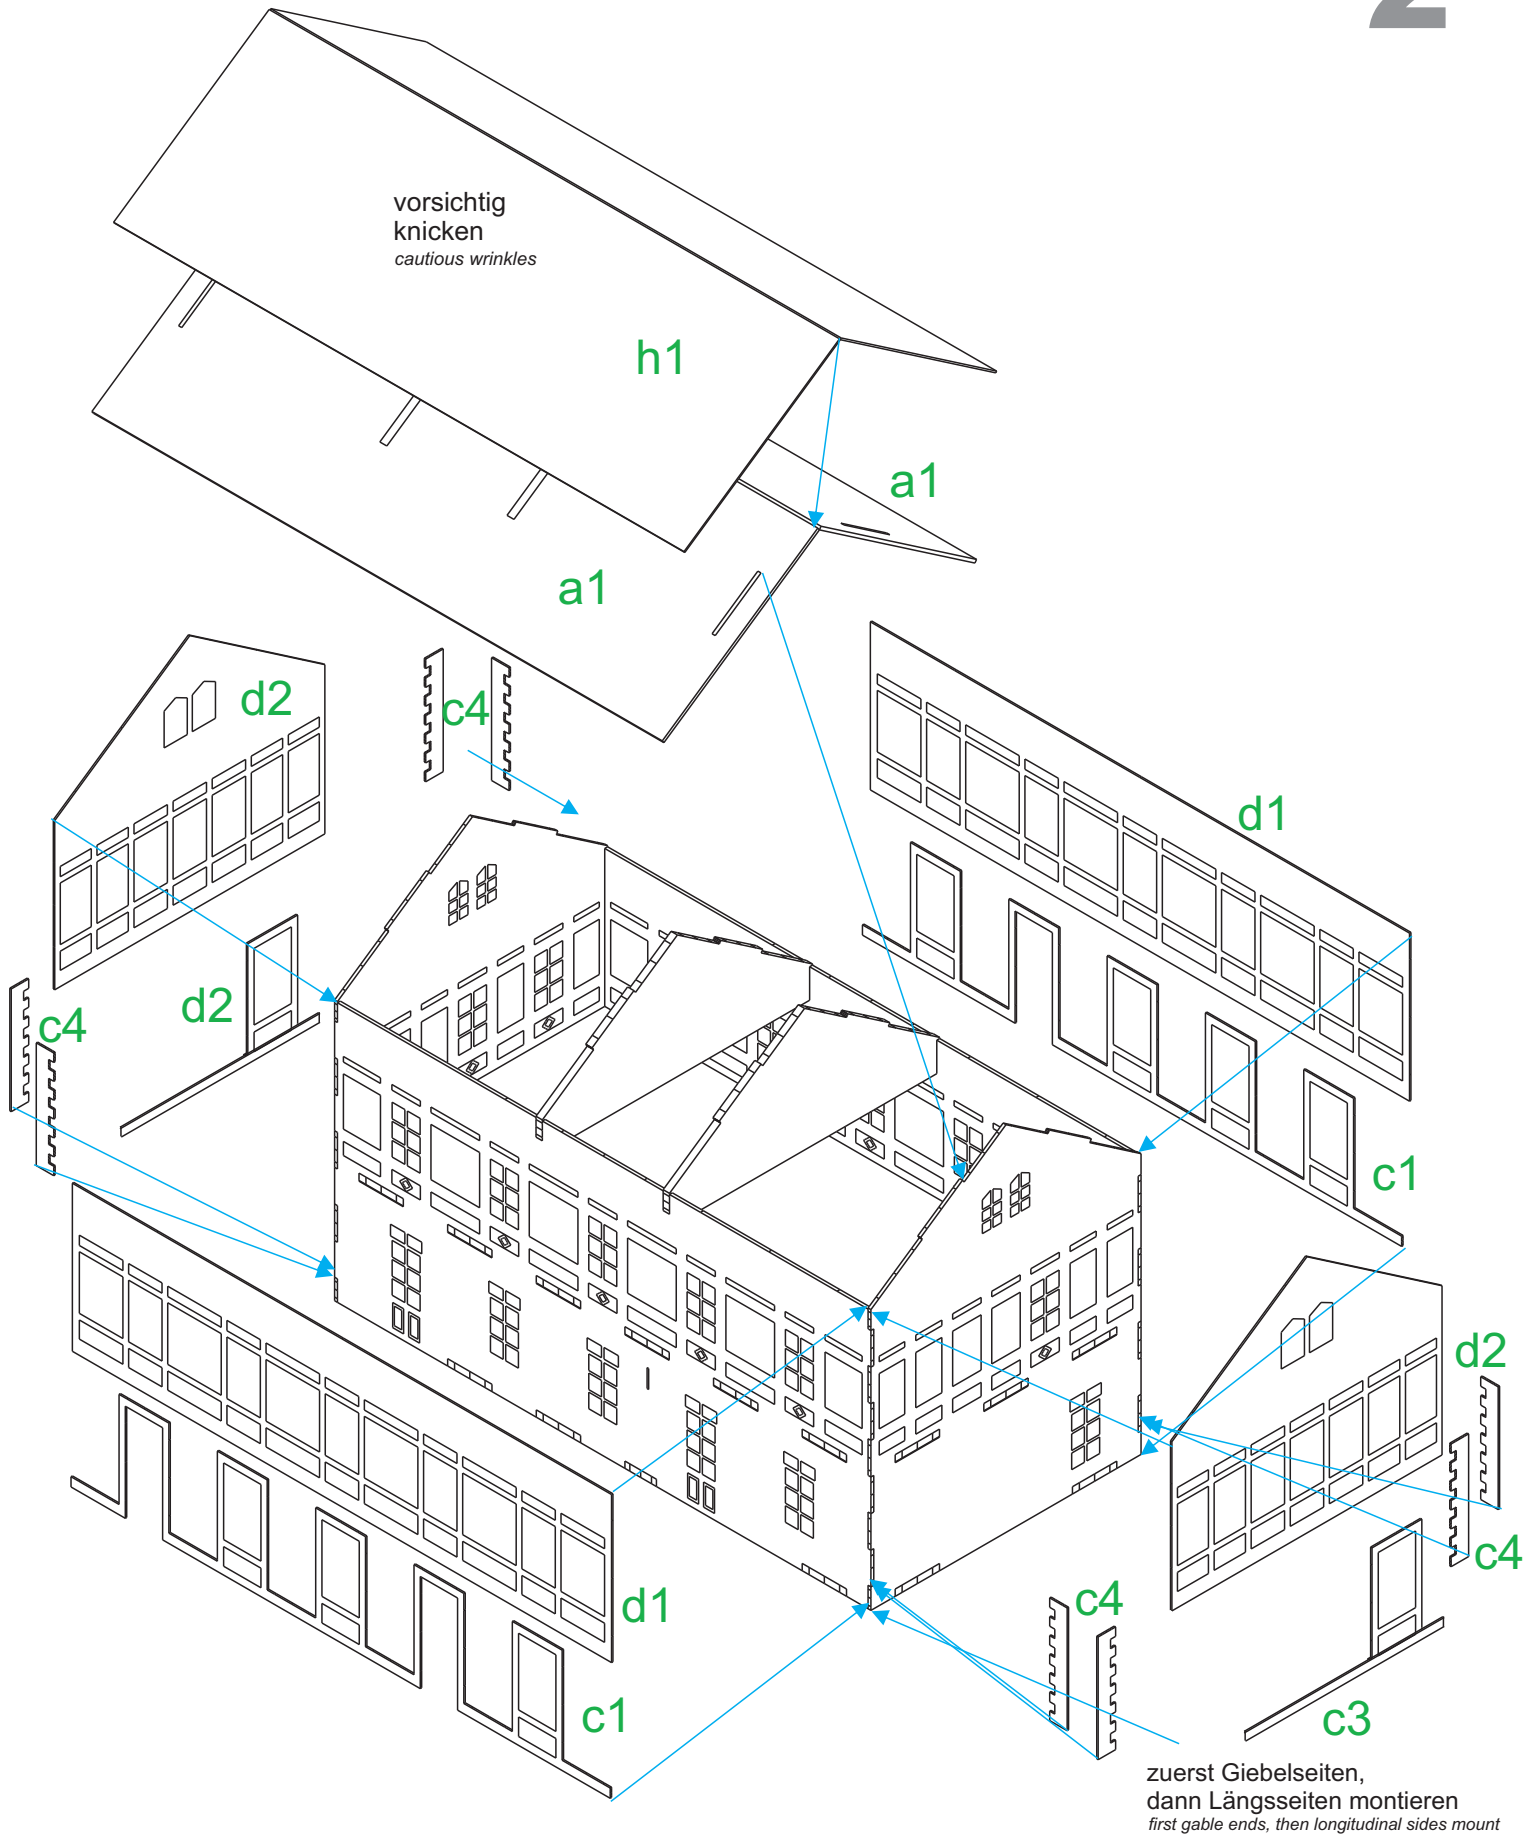 2
vorsichtig
knicken
cautious wrinkles
h1
a1
a1
d2
c4
d1
d2
c4
c1
d2
c4
d1
c4
c1
c3
zuerst Giebelseiten,
dann Längsseiten montieren
first gable ends, then longitudinal sides mount